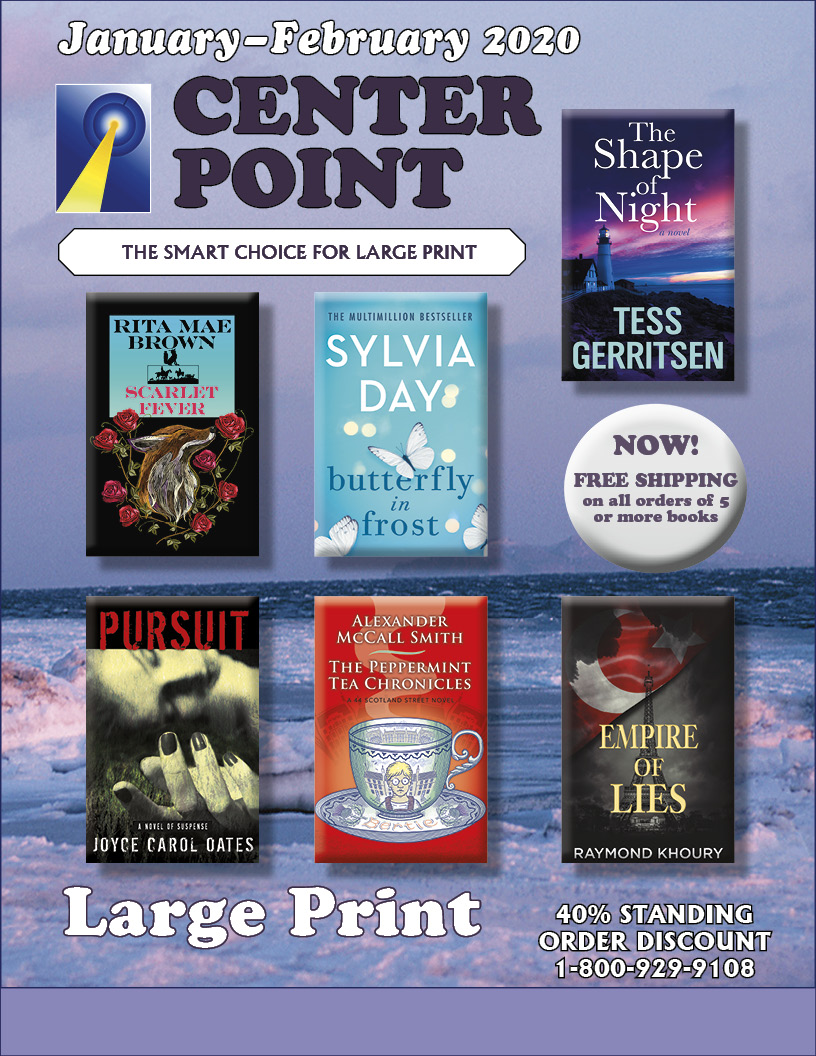 January–February 2020
CENTER
POINT
THE SMART CHOICE FOR LARGE PRINT
The
Shape
of
Night
a novel
TESS
GERRITSEN
RITA MAE
BROWN
SCARLET
FEVER
THE MULTIMILLION BESTSELLER
SYLVIA
DAY
butterfly
in
frost
NOW!
FREE SHIPPING
on all orders of 5
or more books
PURSUIT
A NOVEL OF SUSPENSE
JOYCE CAROL OATES
ALEXANDER
MCCALL SMITH
THE PEPPERMINT
TEA CHRONICLES
A 44 SCOTLAND STREET NOVEL
Bertie
EMPIRE
OF
LIES
RAYMOND KHOURY
Large Print
40% STANDING
ORDER DISCOUNT
1-800-929-9108